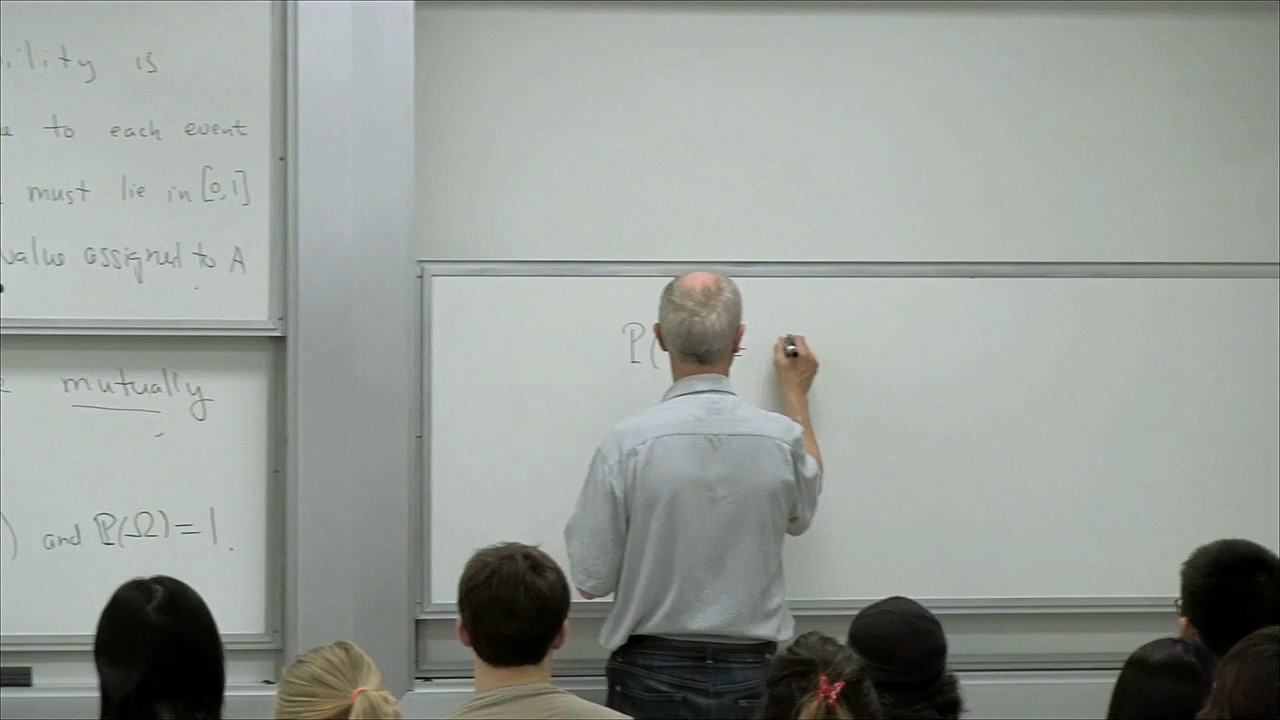 ility is
to each event
must lie in [0,1]
value assigned to A
mutually
) and ℙ(Ω)=1.
ℙ( =